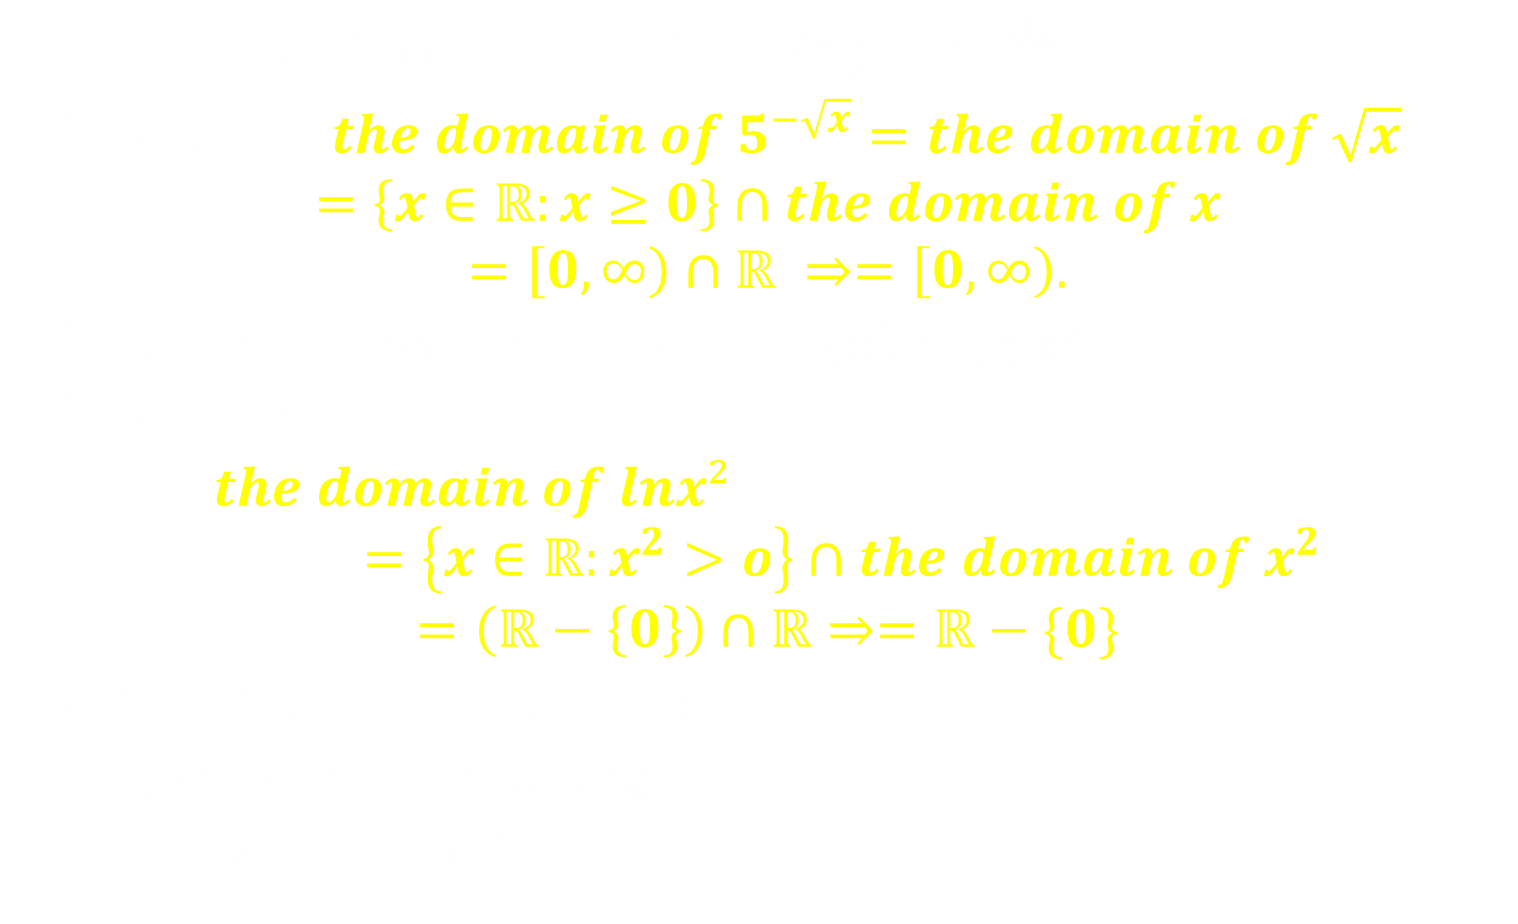 the domain of 5^{-√x} = the domain of √x
= {x ∈ ℝ: x ≥ 0} ∩ the domain of x
= [0, ∞) ∩ ℝ ⇒= [0, ∞).
the domain of lnx²
= {x ∈ ℝ: x² > o} ∩ the domain of x²
= (ℝ − {0}) ∩ ℝ ⇒= ℝ − {0}